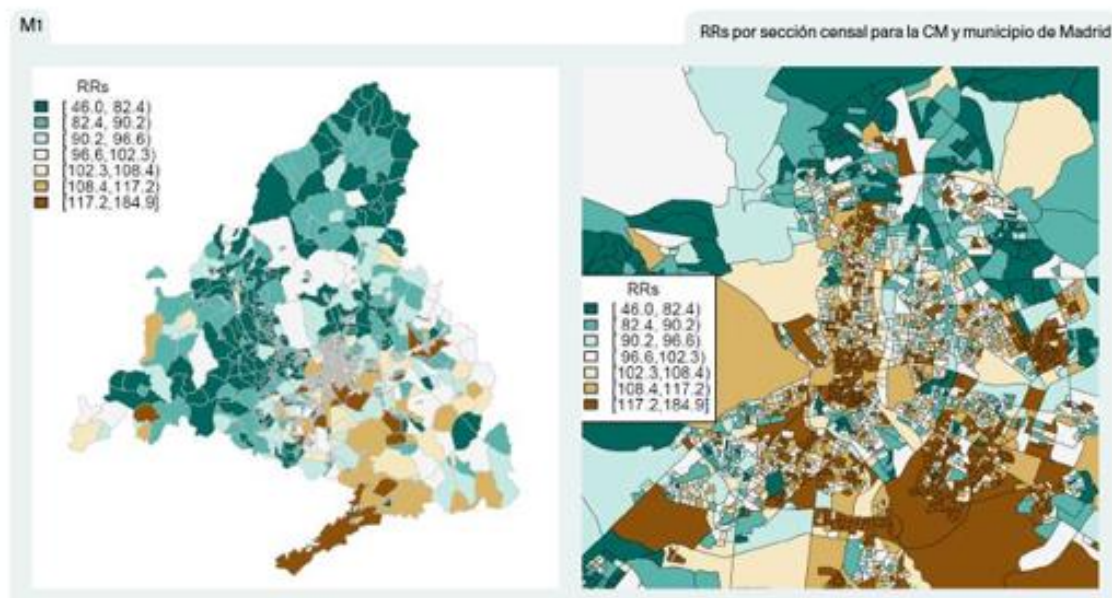 M1
RRs por sección censal para la CM y municipio de Madrid
RRs
[ 46.0, 82.4)
[ 82.4, 90.2)
[ 90.2, 96.6)
[ 96.6,102.3)
[102.3,108.4)
[108.4,117.2)
[117.2,184.9]
RRs
[ 46.0, 82.4)
[ 82.4, 90.2)
[ 90.2, 96.6)
[ 96.6,102.3)
[102.3,108.4)
[108.4,117.2)
[117.2,184.9]